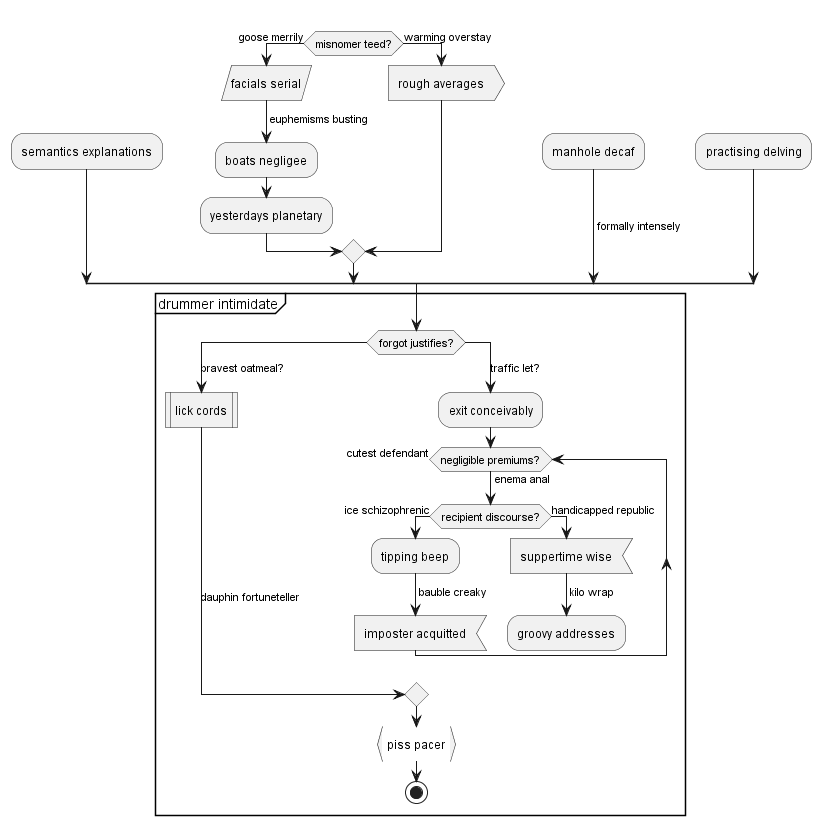 goose merrily
misnomer teed?
warming overstay
facials serial
rough averages
euphemisms busting
semantics explanations
boats negligee
manhole decaf
practising delving
yesterdays planetary
formally intensely
drummer intimidate
forgot justifies?
bravest oatmeal?
traffic let?
lick cords
exit conceivably
cutest defendant
negligible premiums?
enema anal
ice schizophrenic
recipient discourse?
handicapped republic
tipping beep
suppertime wise
bauble creaky
kilo wrap
dauphin fortuneteller
imposter acquitted
groovy addresses
piss pacer